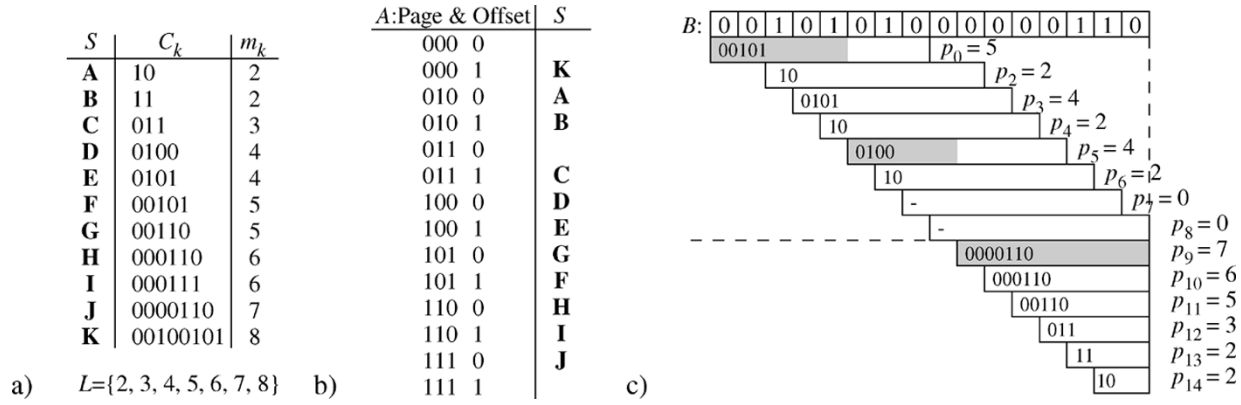 a)
S C_k m_k
A 10 2
B 11 2
C 011 3
D 0100 4
E 0101 4
F 00101 5
G 00110 5
H 000110 6
I 000111 6
J 0000110 7
K 00100101 8
L={2, 3, 4, 5, 6, 7, 8}
b)
A:Page & Offset S
000 0
000 1 K
010 0 A
010 1 B
011 0
011 1 C
100 0 D
100 1 E
101 0 G
101 1 F
110 0 H
110 1 I
111 0 J
111 1
c)
B: 0 0 1 0 1 0 1 0 0 0 0 0 0 1 1 0
00101 p_0 = 5
10 p_2 = 2
0101 p_3 = 4
10 p_4 = 2
0100 p_5 = 4
10 p_6 = 2
- p_7 = 0
- p_8 = 0
0000110 p_9 = 7
000110 p_10 = 6
00110 p_11 = 5
011 p_12 = 3
11 p_13 = 2
10 p_14 = 2